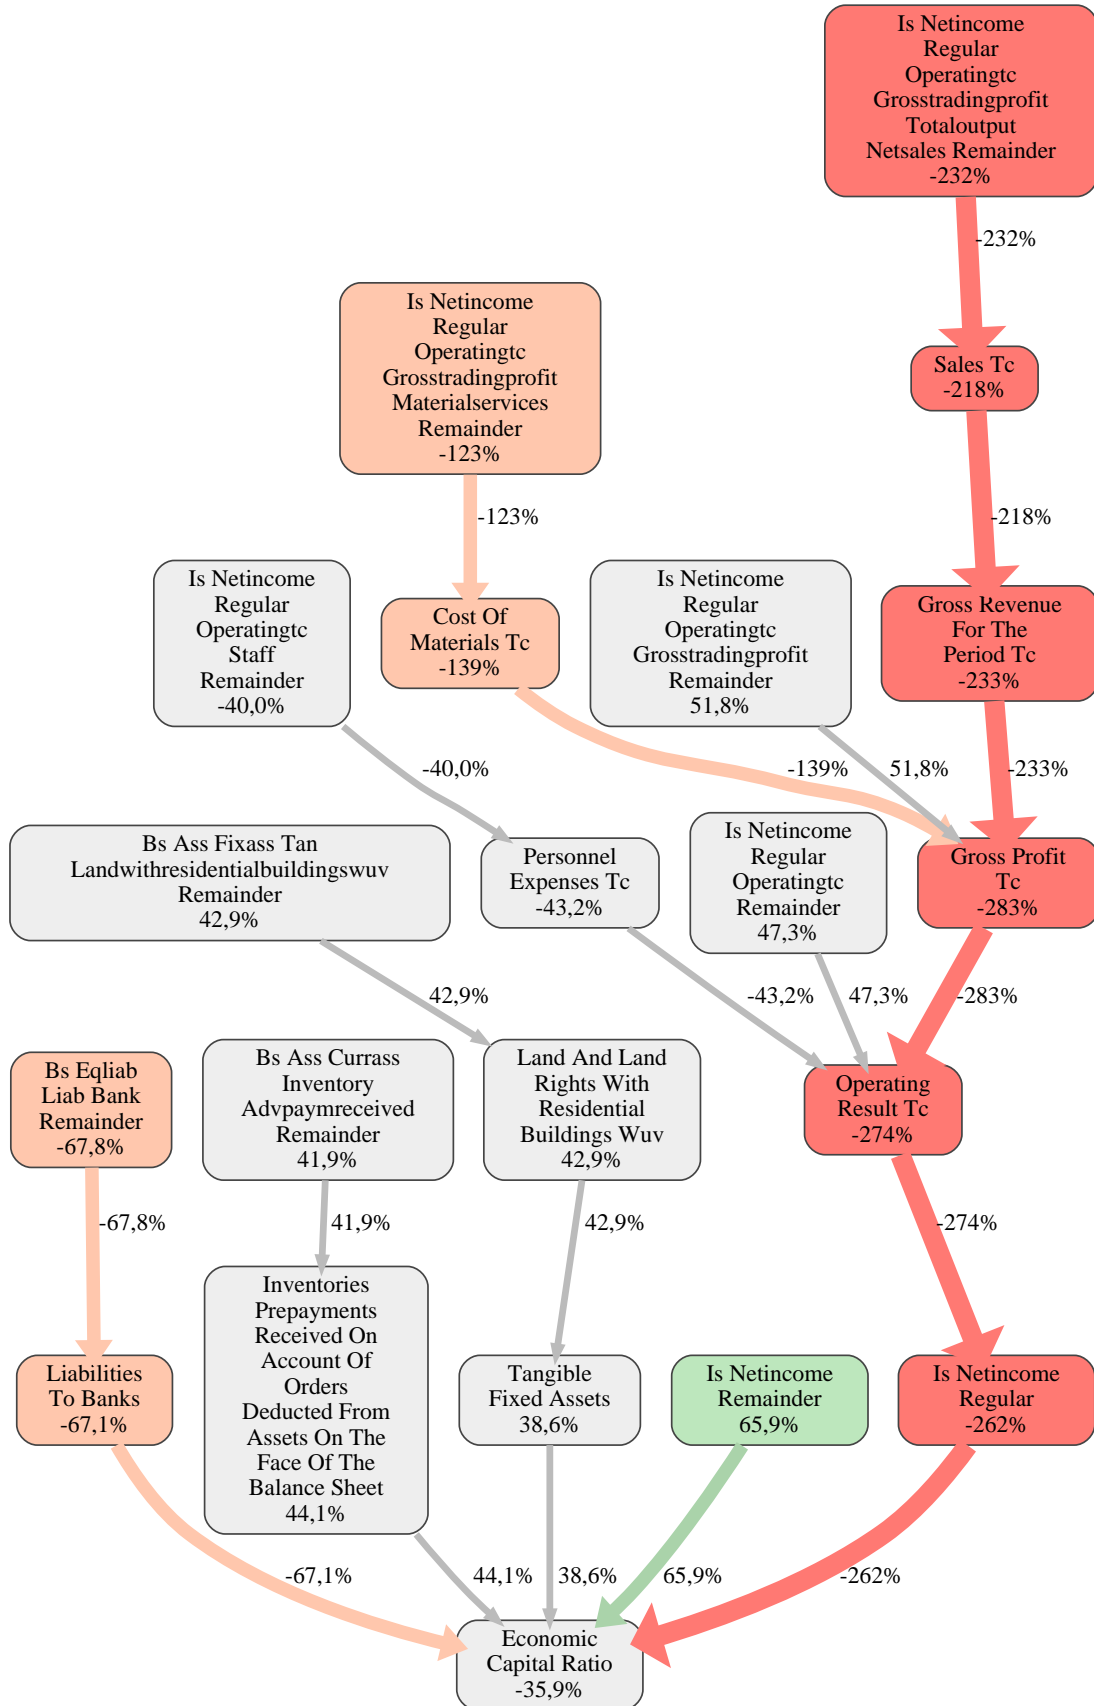 Is Netincome
Regular
Operatingtc
Grosstradingprofit
Totaloutput
Netsales Remainder
-232%
-232%
Is Netincome
Regular
Operatingtc
Grosstradingprofit
Materialservices
Remainder
-123%
Sales Tc
-218%
-123%
-218%
Is Netincome
Regular
Operatingtc
Staff
Remainder
-40,0%
Cost Of
Materials Tc
-139%
Is Netincome
Regular
Operatingtc
Grosstradingprofit
Remainder
51,8%
Gross Revenue
For The
Period Tc
-233%
-40,0%
-139%
51,8%
-233%
Bs Ass Fixass Tan
Landwithresidentialbuildingswuv
Remainder
42,9%
Personnel
Expenses Tc
-43,2%
Is Netincome
Regular
Operatingtc
Remainder
47,3%
Gross Profit
Tc
-283%
42,9%
-43,2%
47,3%
-283%
Bs Eqliab
Liab Bank
Remainder
-67,8%
Bs Ass Currass
Inventory
Advpaymreceived
Remainder
41,9%
Land And Land
Rights With
Residential
Buildings Wuv
42,9%
Operating
Result Tc
-274%
-67,8%
41,9%
42,9%
-274%
Liabilities
To Banks
-67,1%
Inventories
Prepayments
Received On
Account Of
Orders
Deducted From
Assets On The
Face Of The
Balance Sheet
44,1%
Tangible
Fixed Assets
38,6%
Is Netincome
Remainder
65,9%
Is Netincome
Regular
-262%
-67,1%
44,1%
38,6%
65,9%
-262%
Economic
Capital Ratio
-35,9%